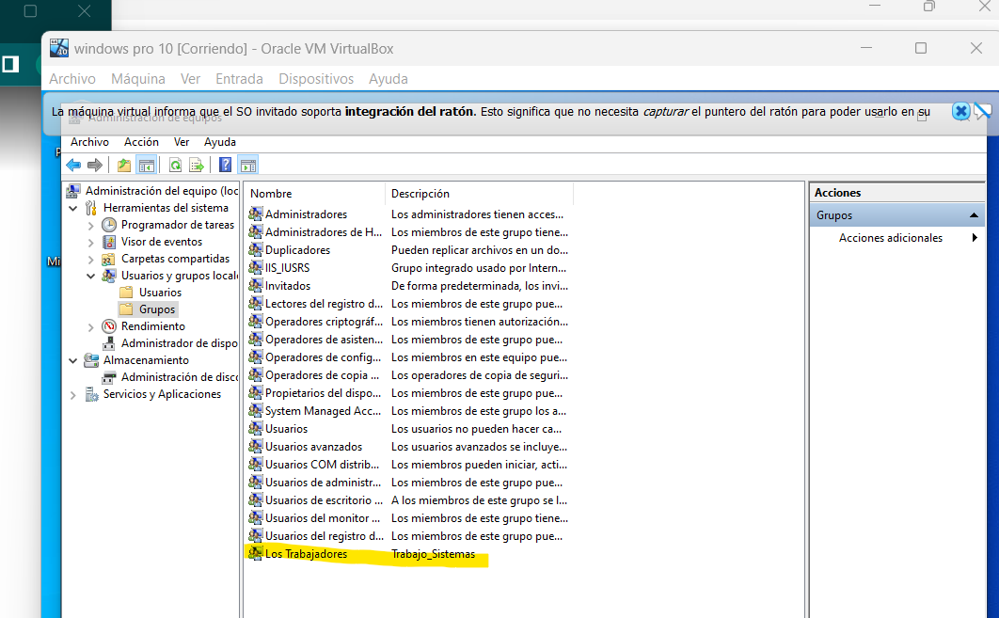 windows pro 10 [Corriendo] - Oracle VM VirtualBox
Archivo Máquina Ver Entrada Dispositivos Ayuda
La máquina virtual informa que el SO invitado soporta integración del ratón. Esto significa que no necesita capturar el puntero del ratón para poder usarlo en su
Administración de equipos
Archivo Acción Ver Ayuda
Administración del equipo (loc
Herramientas del sistema
Programador de tareas
Visor de eventos
Carpetas compartidas
Usuarios y grupos locale
Usuarios
Grupos
Rendimiento
Administrador de dispo
Almacenamiento
Administración de disco
Servicios y Aplicaciones
Nombre Descripción
Administradores Los administradores tienen acces...
Administradores de H... Los miembros de este grupo tiene...
Duplicadores Pueden replicar archivos en un do...
IIS_IUSRS Grupo integrado usado por Intern...
Invitados De forma predeterminada, los invi...
Lectores del registro d... Los miembros de este grupo pue...
Operadores criptográf... Los miembros tienen autorización...
Operadores de asisten... Los miembros de este grupo pue...
Operadores de config... Los miembros en este equipo pue...
Operadores de copia ... Los operadores de copia de seguri...
Propietarios del dispo... Los miembros de este grupo pue...
System Managed Acc... Los miembros de este grupo los a...
Usuarios Los usuarios no pueden hacer ca...
Usuarios avanzados Los usuarios avanzados se incluye...
Usuarios COM distrib... Los miembros pueden iniciar, acti...
Usuarios de administr... Los miembros de este grupo pue...
Usuarios de escritorio ... A los miembros de este grupo se l...
Usuarios del monitor ... Los miembros de este grupo tiene...
Usuarios del registro d... Los miembros de este grupo pue...
Los Trabajadores Trabajo_Sistemas
Acciones
Grupos
Acciones adicionales
Mi